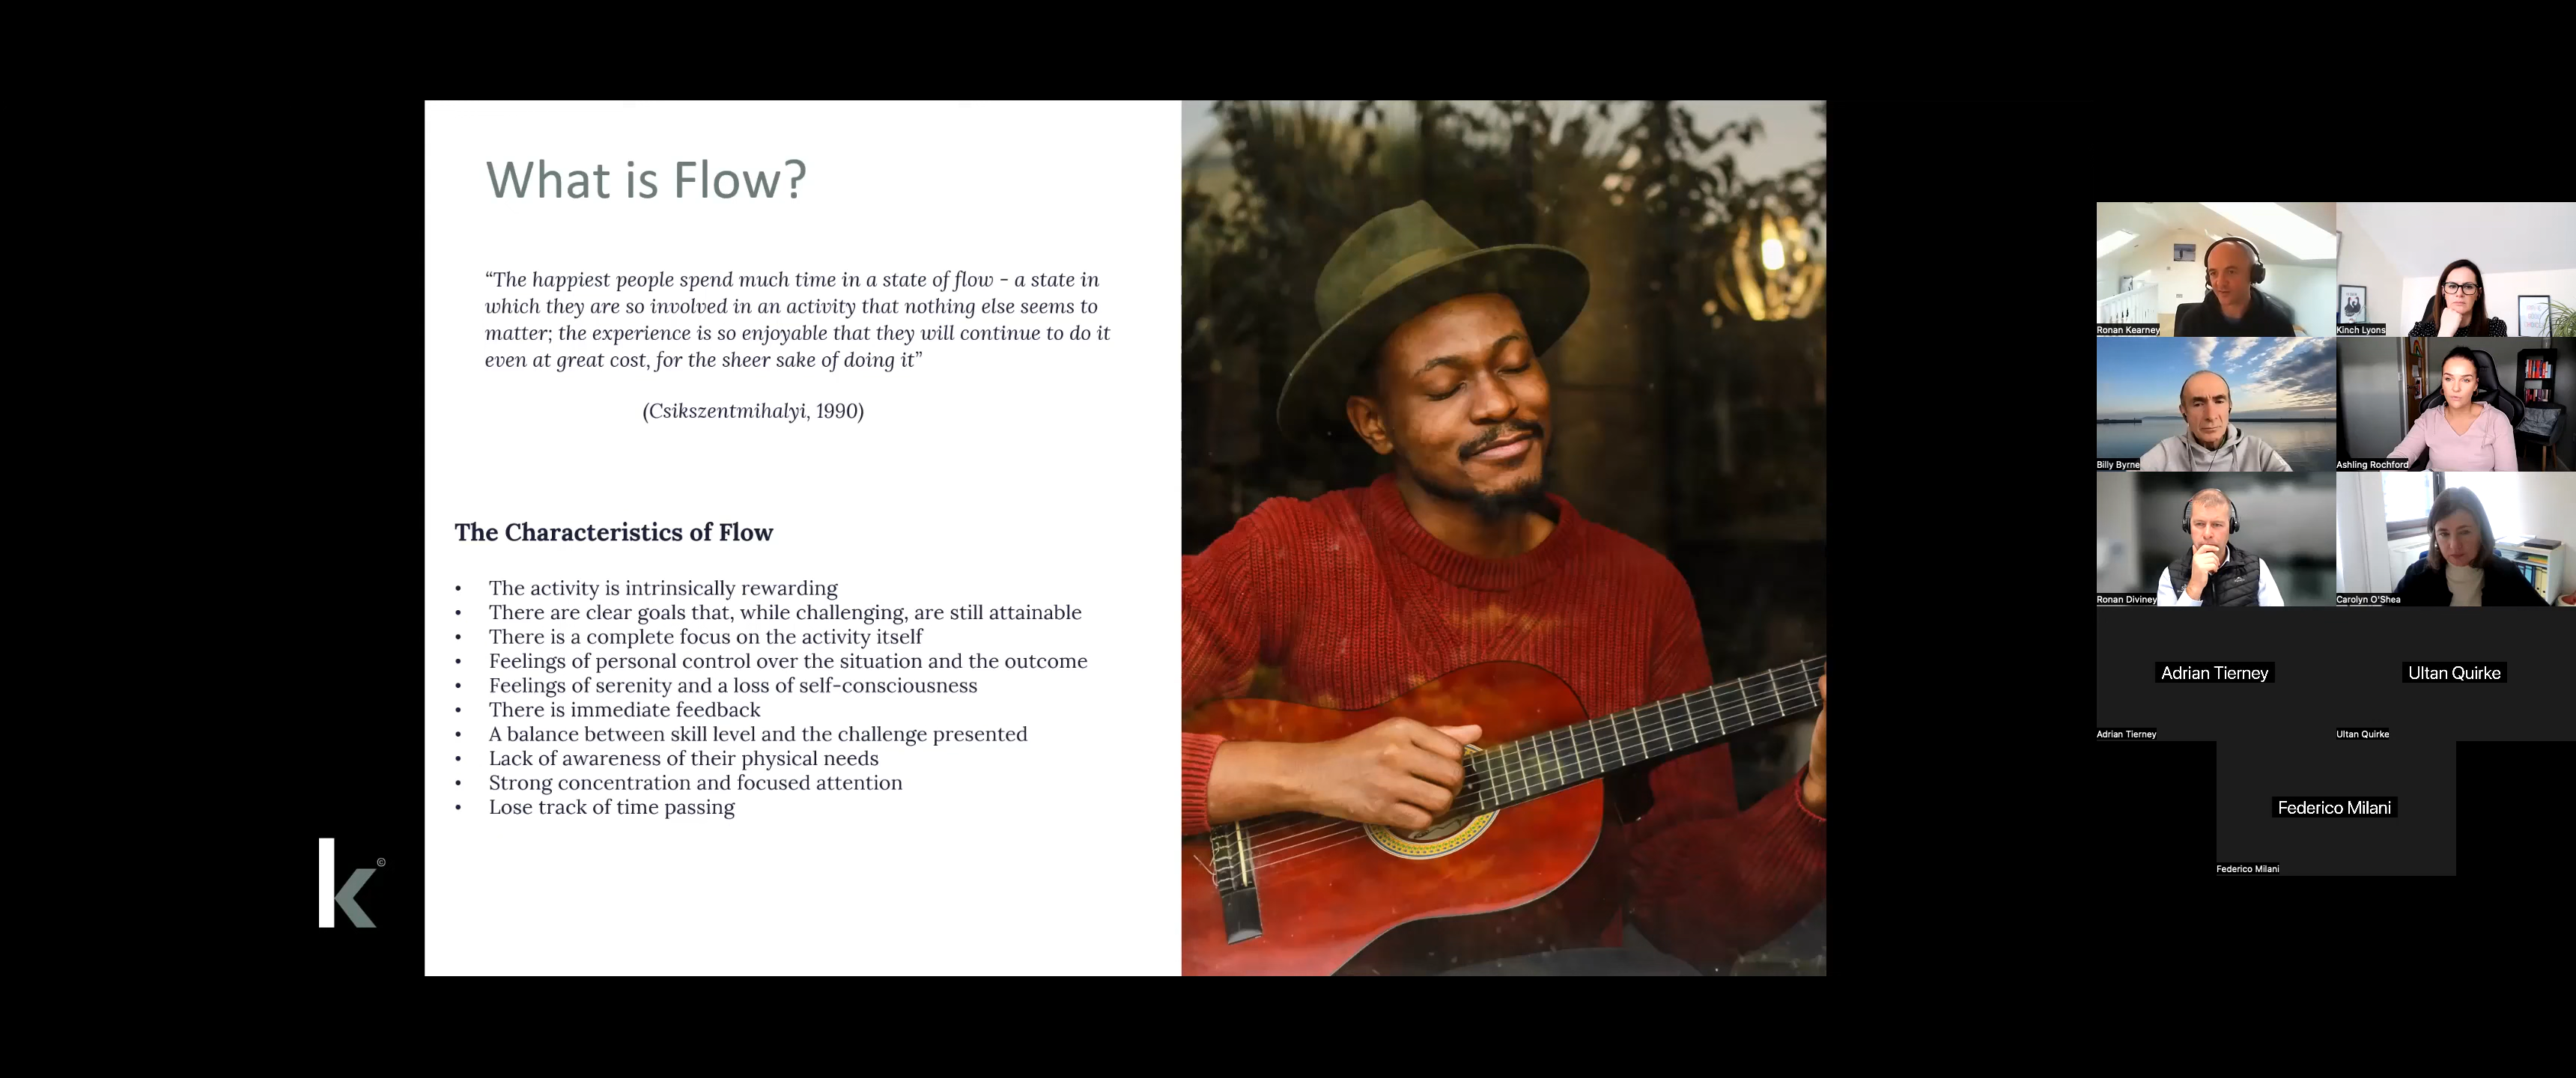 What is Flow?
“The happiest people spend much time in a state of flow - a state in
which they are so involved in an activity that nothing else seems to
matter; the experience is so enjoyable that they will continue to do it
even at great cost, for the sheer sake of doing it”
(Csikszentmihalyi, 1990)
The Characteristics of Flow
• The activity is intrinsically rewarding
• There are clear goals that, while challenging, are still attainable
• There is a complete focus on the activity itself
• Feelings of personal control over the situation and the outcome
• Feelings of serenity and a loss of self-consciousness
• There is immediate feedback
• A balance between skill level and the challenge presented
• Lack of awareness of their physical needs
• Strong concentration and focused attention
• Lose track of time passing
k©
Ronan Kearney
Kinch Lyons
Billy Byrne
Ashling Rochford
Ronan Diviney
Carolyn O'Shea
Adrian Tierney
Ultan Quirke
Adrian Tierney
Ultan Quirke
Federico Milani
Federico Milani